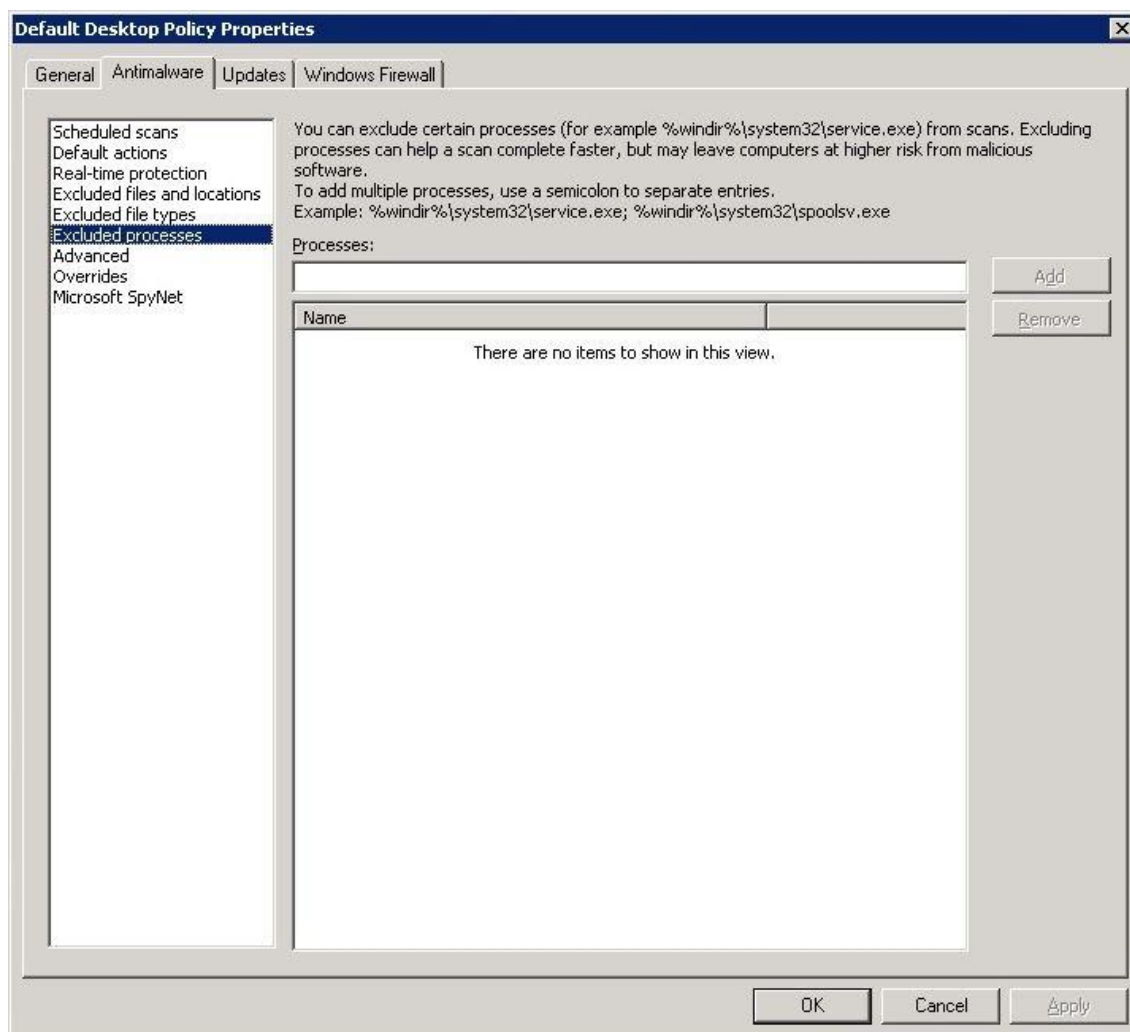 Default Desktop Policy Properties
General Antimalware Updates Windows Firewall
Scheduled scans
Default actions
Real-time protection
Excluded files and locations
Excluded file types
Excluded processes
Advanced
Overrides
Microsoft SpyNet
You can exclude certain processes (for example %windir%\system32\service.exe) from scans. Excluding
processes can help a scan complete faster, but may leave computers at higher risk from malicious
software.
To add multiple processes, use a semicolon to separate entries.
Example: %windir%\system32\service.exe; %windir%\system32\spoolsv.exe
Processes:
Add
Remove
Name
There are no items to show in this view.
OK Cancel Apply